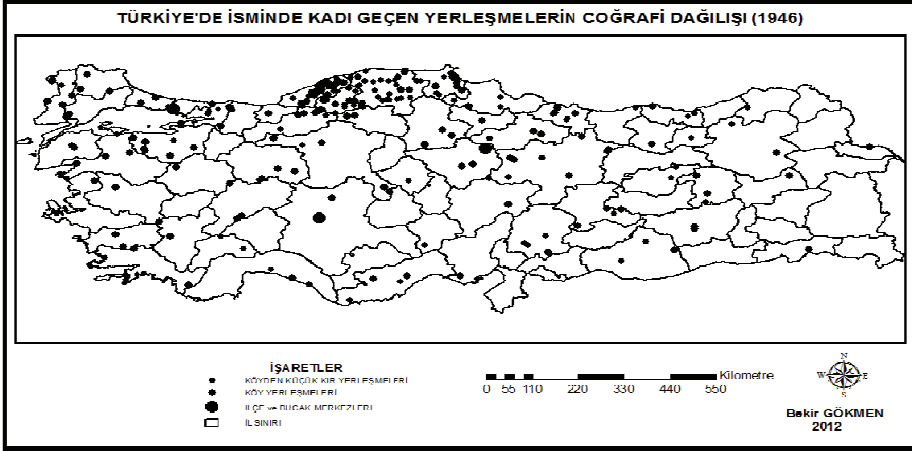 TÜRKİYE'DE İSMİNDE KADI GEÇEN YERLEŞMELERİN COĞRAFİ DAĞILIŞI (1946)
İŞARETLER
KÖYDEN KÜÇÜK KIR YERLEŞMELERİ
KÖY YERLEŞMELERİ
İLÇE ve BUCAK MERKEZLERİ
İL SINIRI
Kilometre
0 55 110 220 330 440 550
N
W E
S
Bekir GÖKMEN
2012